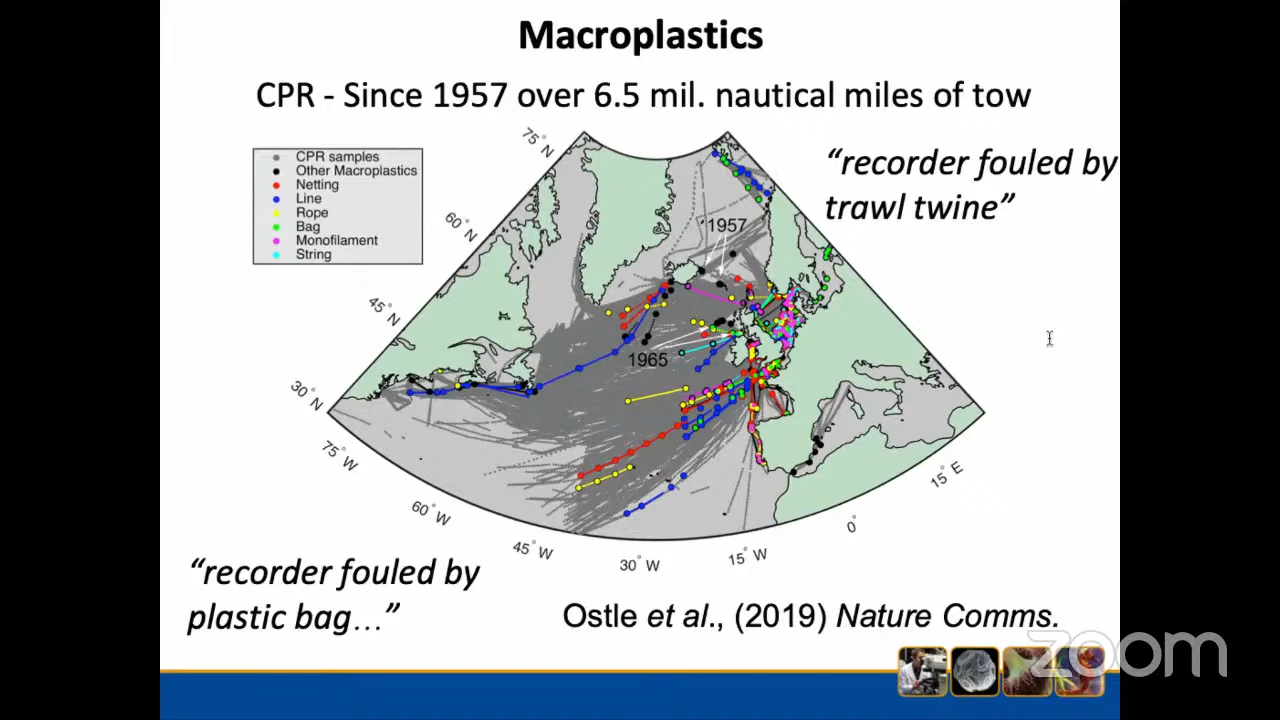 Macroplastics
CPR - Since 1957 over 6.5 mil. nautical miles of tow
CPR samples
Other Macroplastics
Netting
Line
Rope
Bag
Monofilament
String
"recorder fouled by
trawl twine"
75° N
60° N
45° N
30° N
75° W
60° W
45° W
30° W
15° W
0°
15° E
1957
1965
"recorder fouled by
plastic bag…"
Ostle et al., (2019) Nature Comms.
zoom